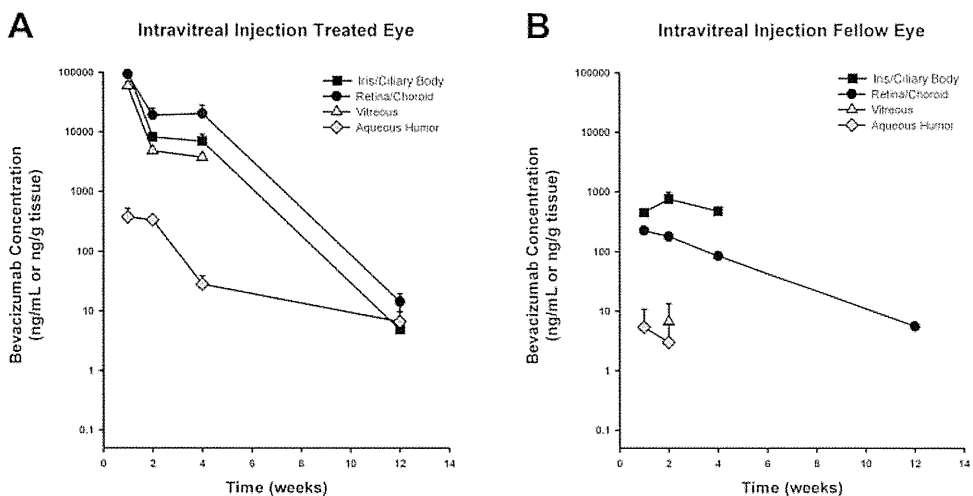 A
Intravitreal Injection Treated Eye
Bevacizumab Concentration
(ng/mL or ng/g tissue)
100000
10000
1000
100
10
1
0.1
Iris/Ciliary Body
Retina/Choroid
Vitreous
Aqueous Humor
0 2 4 6 8 10 12 14
Time (weeks)
B
Intravitreal Injection Fellow Eye
Bevacizumab Concentration
(ng/mL or ng/g tissue)
100000
10000
1000
100
10
1
0.1
Iris/Ciliary Body
Retina/Choroid
Vitreous
Aqueous Humor
0 2 4 6 8 10 12 14
Time (weeks)